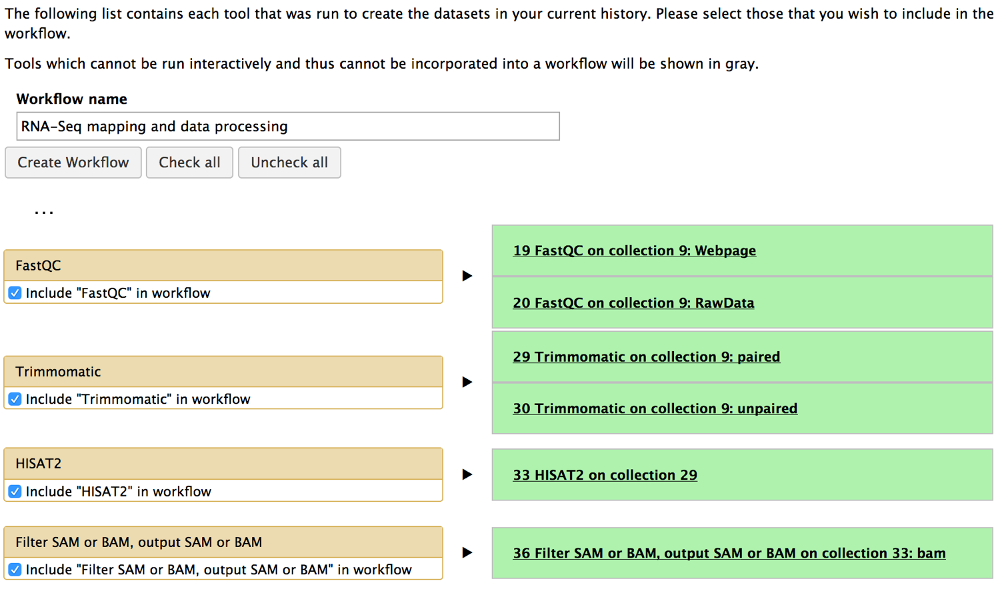 The following list contains each tool that was run to create the datasets in your current history. Please select those that you wish to include in the
workflow.
Tools which cannot be run interactively and thus cannot be incorporated into a workflow will be shown in gray.
Workflow name
RNA-Seq mapping and data processing
Create Workflow Check all Uncheck all
...
FastQC
Include "FastQC" in workflow
19 FastQC on collection 9: Webpage
20 FastQC on collection 9: RawData
Trimmomatic
Include "Trimmomatic" in workflow
29 Trimmomatic on collection 9: paired
30 Trimmomatic on collection 9: unpaired
HISAT2
Include "HISAT2" in workflow
33 HISAT2 on collection 29
Filter SAM or BAM, output SAM or BAM
Include "Filter SAM or BAM, output SAM or BAM" in workflow
36 Filter SAM or BAM, output SAM or BAM on collection 33: bam